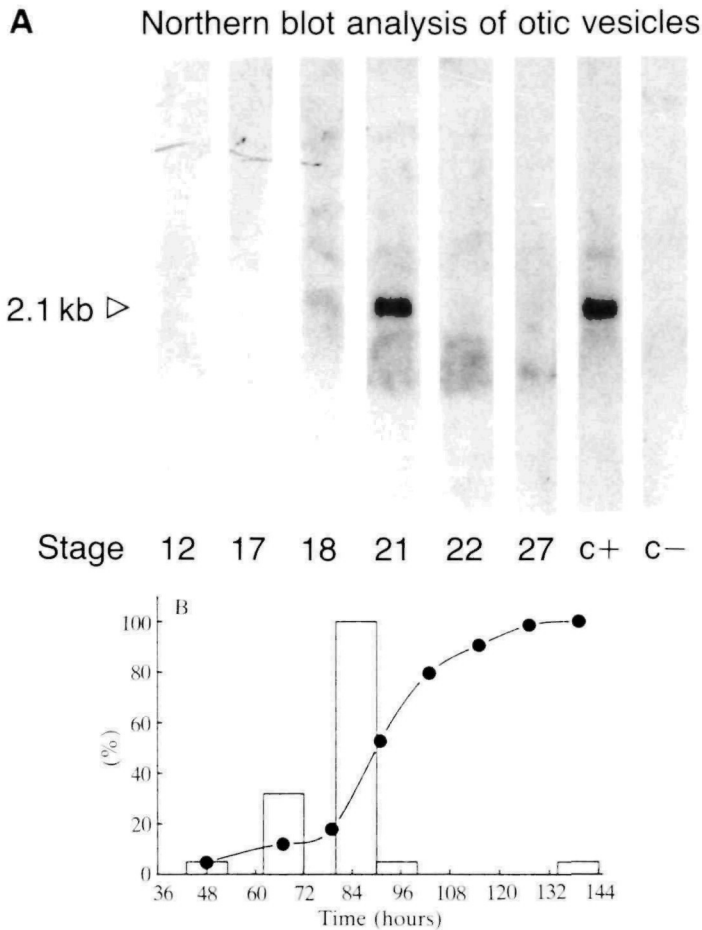 A Northern blot analysis of otic vesicles
2.1 kb
Stage 12 17 18 21 22 27 c+ c−
B
100
80
60
40
20
0
(%)
36 48 60 72 84 96 108 120 132 144
Time (hours)